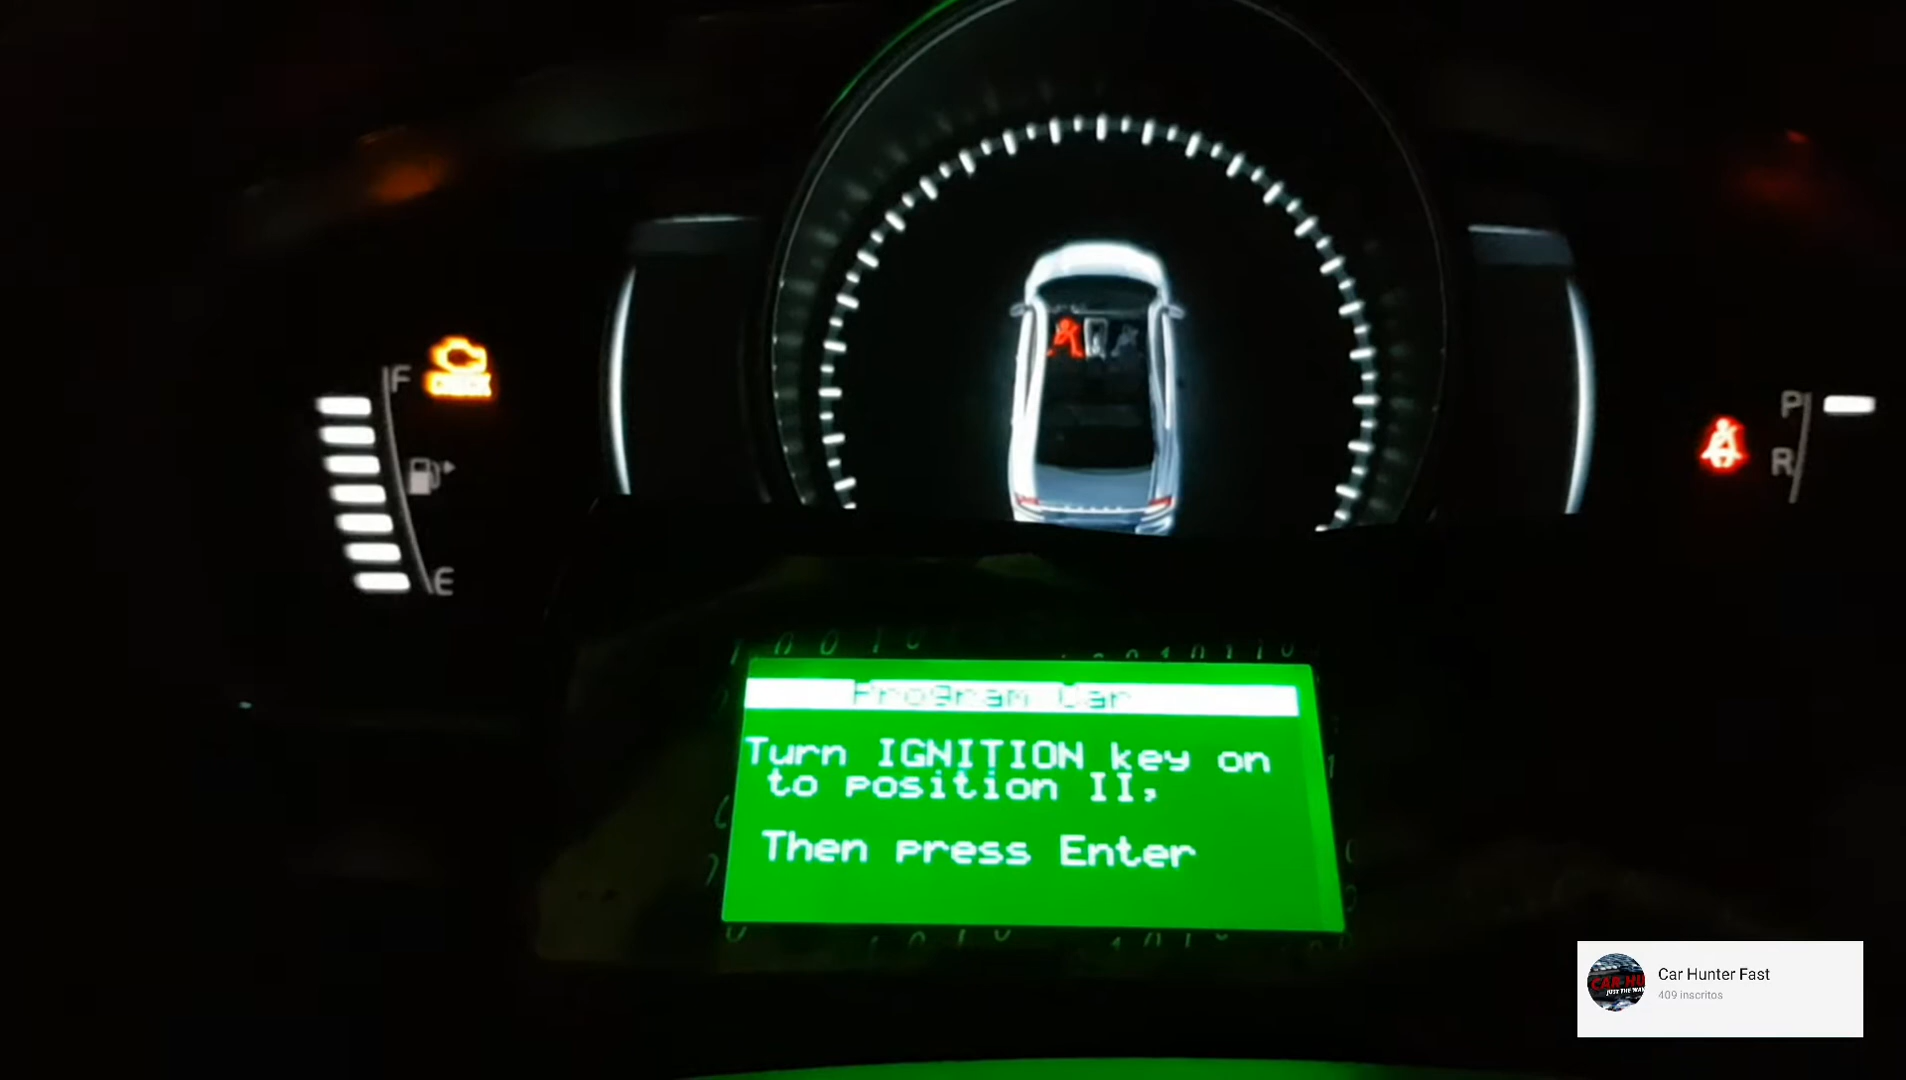 F
CHECK
E
P
R
Program Car
Turn IGNITION key on
to position II,
Then press Enter
Car Hunter Fast
409 inscritos